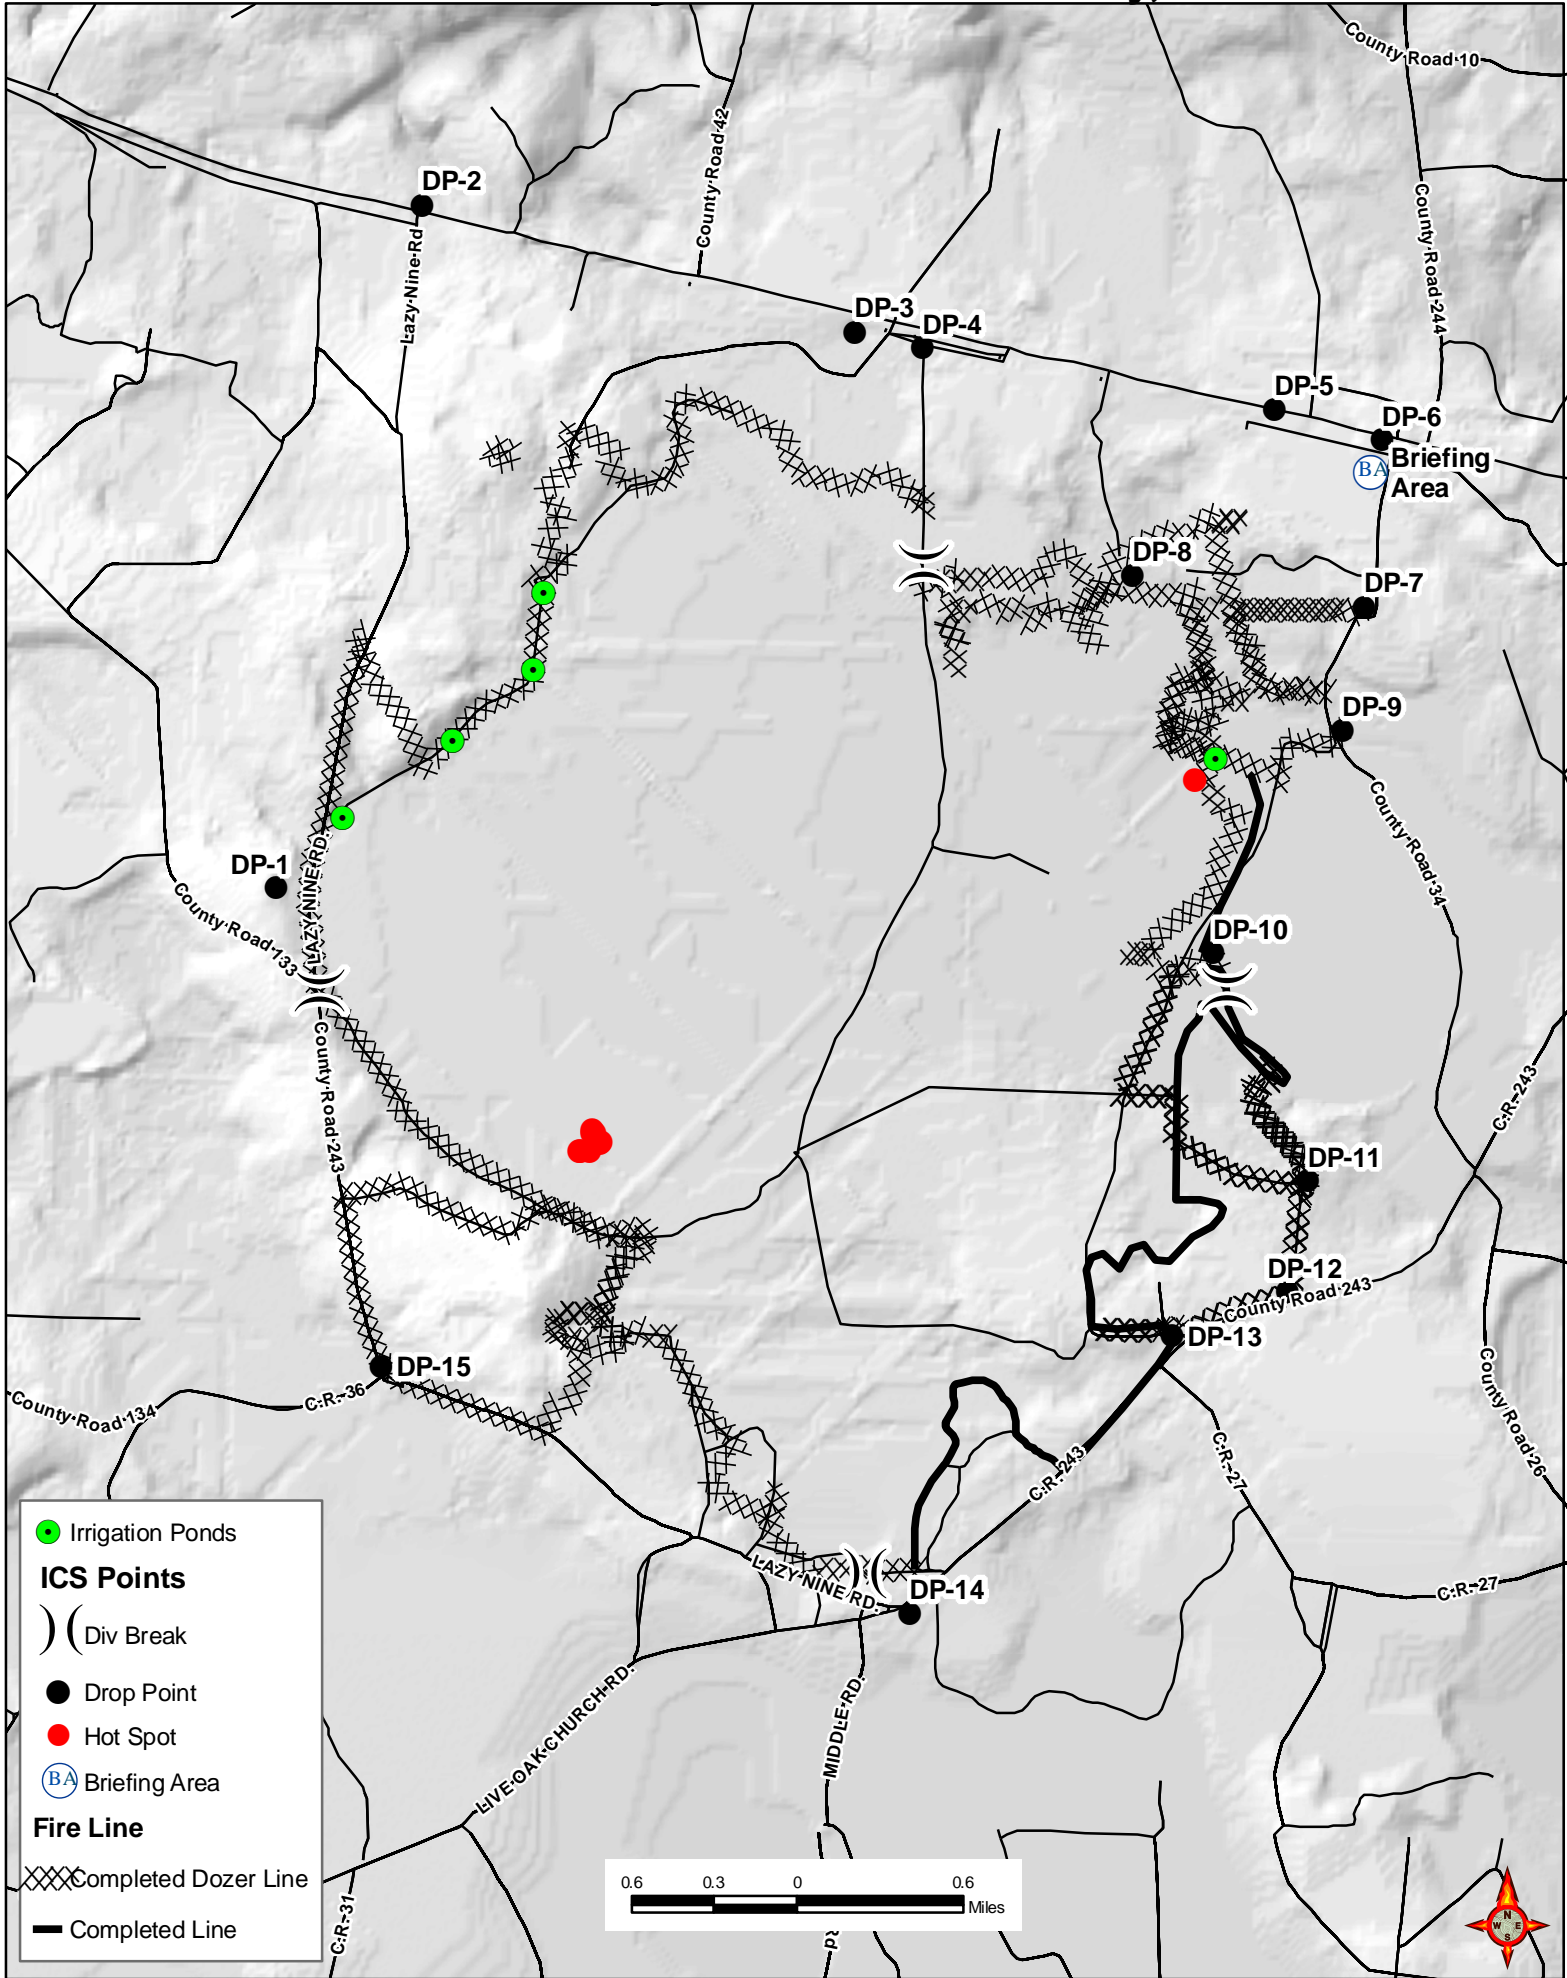 County Road 10
County Road 42
DP-2
Lazy Nine Rd
County Road 244
DP-3
DP-4
DP-5
DP-6
BA
Briefing
Area
DP-8
DP-7
DP-9
County Road 34
LAZY NINE RD.
DP-1
County Road 133
DP-10
County Road 243
C.R. 243
DP-11
DP-12
County Road 243
DP-13
DP-15
C.R. 36
County Road 134
County Road 26
C.R. 243
C.R. 27
C.R. 27
LAZY NINE RD.
DP-14
LIVE OAK CHURCH RD.
MIDDLE RD.
C.R. 31
Irrigation Ponds
ICS Points
Div Break
Drop Point
Hot Spot
BA Briefing Area
Fire Line
Completed Dozer Line
Completed Line
0.6 0.3 0 0.6
Miles
N
W E
S